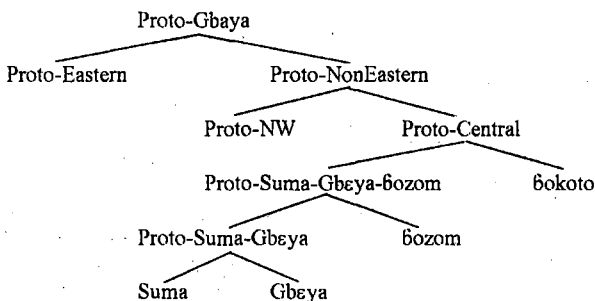 Proto-Gbaya
Proto-Eastern Proto-NonEastern
Proto-NW Proto-Central
Proto-Suma-Gbɛya-ɓozom ɓokoto
Proto-Suma-Gbɛya ɓozom
Suma Gbɛya